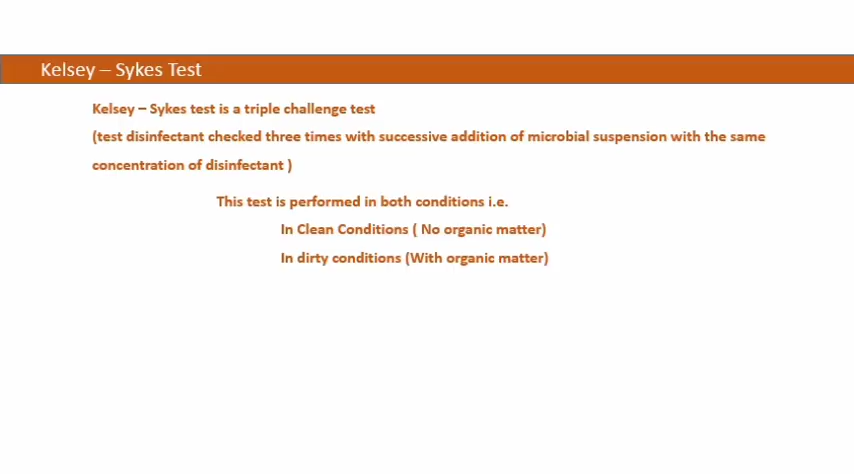 Kelsey – Sykes Test
Kelsey – Sykes test is a triple challenge test
(test disinfectant checked three times with successive addition of microbial suspension with the same
concentration of disinfectant )
This test is performed in both conditions i.e.
In Clean Conditions ( No organic matter)
In dirty conditions (With organic matter)